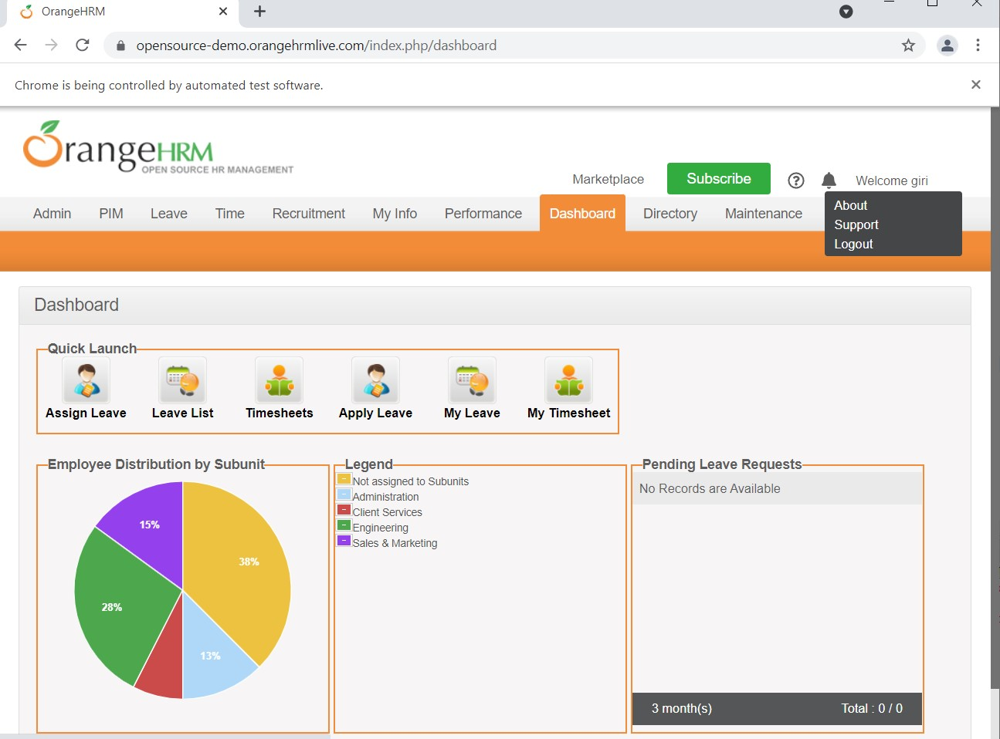 OrangeHRM
opensource-demo.orangehrmlive.com/index.php/dashboard
Chrome is being controlled by automated test software.
OrangeHRM
OPEN SOURCE HR MANAGEMENT
Marketplace Subscribe ? Welcome giri
Admin PIM Leave Time Recruitment My Info Performance Dashboard Directory Maintenance
About
Support
Logout
Dashboard
Quick Launch
Assign Leave Leave List Timesheets Apply Leave My Leave My Timesheet
Employee Distribution by Subunit
15%
38%
28%
13%
Legend
Not assigned to Subunits
Administration
Client Services
Engineering
Sales & Marketing
Pending Leave Requests
No Records are Available
3 month(s) Total : 0 / 0